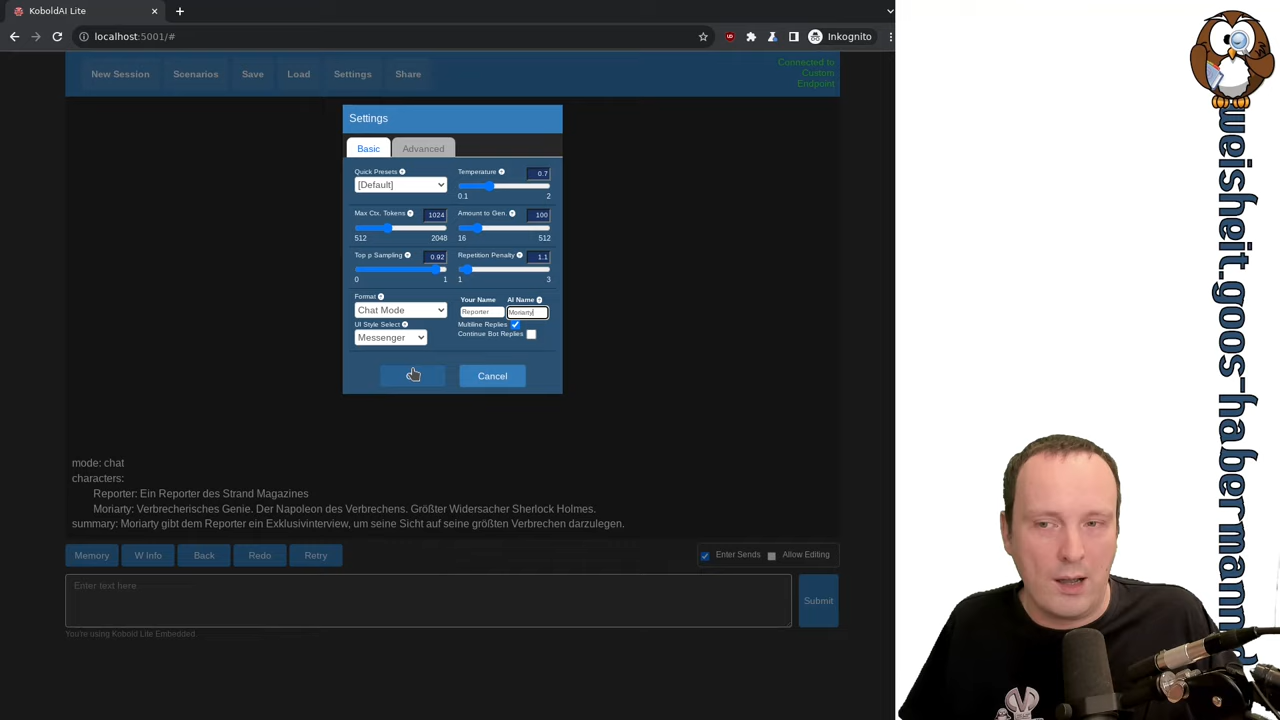 KoboldAI Lite
localhost:5001/#
Inkognito
New Session
Scenarios
Save
Load
Settings
Share
Connected to
Custom
Endpoint
Settings
Basic
Advanced
Quick Presets
[Default]
Temperature
0.7
0.1
2
Max Ctx. Tokens
1024
512
2048
Amount to Gen.
100
16
512
Top p Sampling
0.92
0
1
Repetition Penalty
1.1
1
3
Format
Chat Mode
Your Name
Reporter
AI Name
Moriarty
UI Style Select
Messenger
Multiline Replies
Continue Bot Replies
Cancel
mode: chat
characters:
Reporter: Ein Reporter des Strand Magazines
Moriarty: Verbrecherisches Genie. Der Napoleon des Verbrechens. Größter Widersacher Sherlock Holmes.
summary: Moriarty gibt dem Reporter ein Exklusivinterview, um seine Sicht auf seine größten Verbrechen darzulegen.
Memory
W Info
Back
Redo
Retry
Enter Sends
Allow Editing
Enter text here
Submit
You're using Kobold Lite Embedded.
weisheit.goos-habermann.d